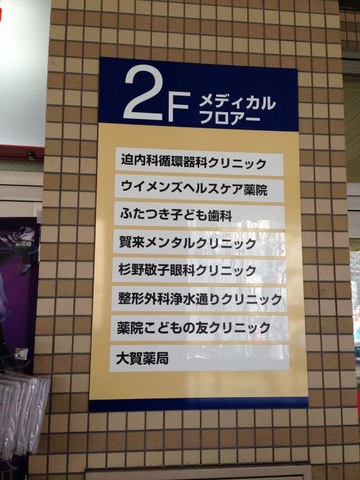 2F メディカル
フロアー
迫内科循環器科クリニック
ウイメンズヘルスケア薬院
ふたつき子ども歯科
賀来メンタルクリニック
杉野敬子眼科クリニック
整形外科浄水通りクリニック
薬院こどもの友クリニック
大賀薬局